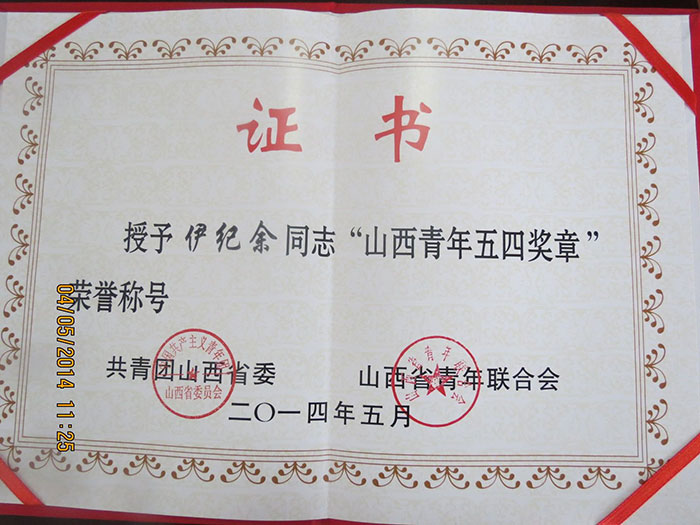 证 书
授予 伊纪余 同志“山西青年五四奖章”
荣誉称号
共青团山西省委 山西省青年联合会
山西省委员会
二〇一四年五月
04/05/2014 11:25